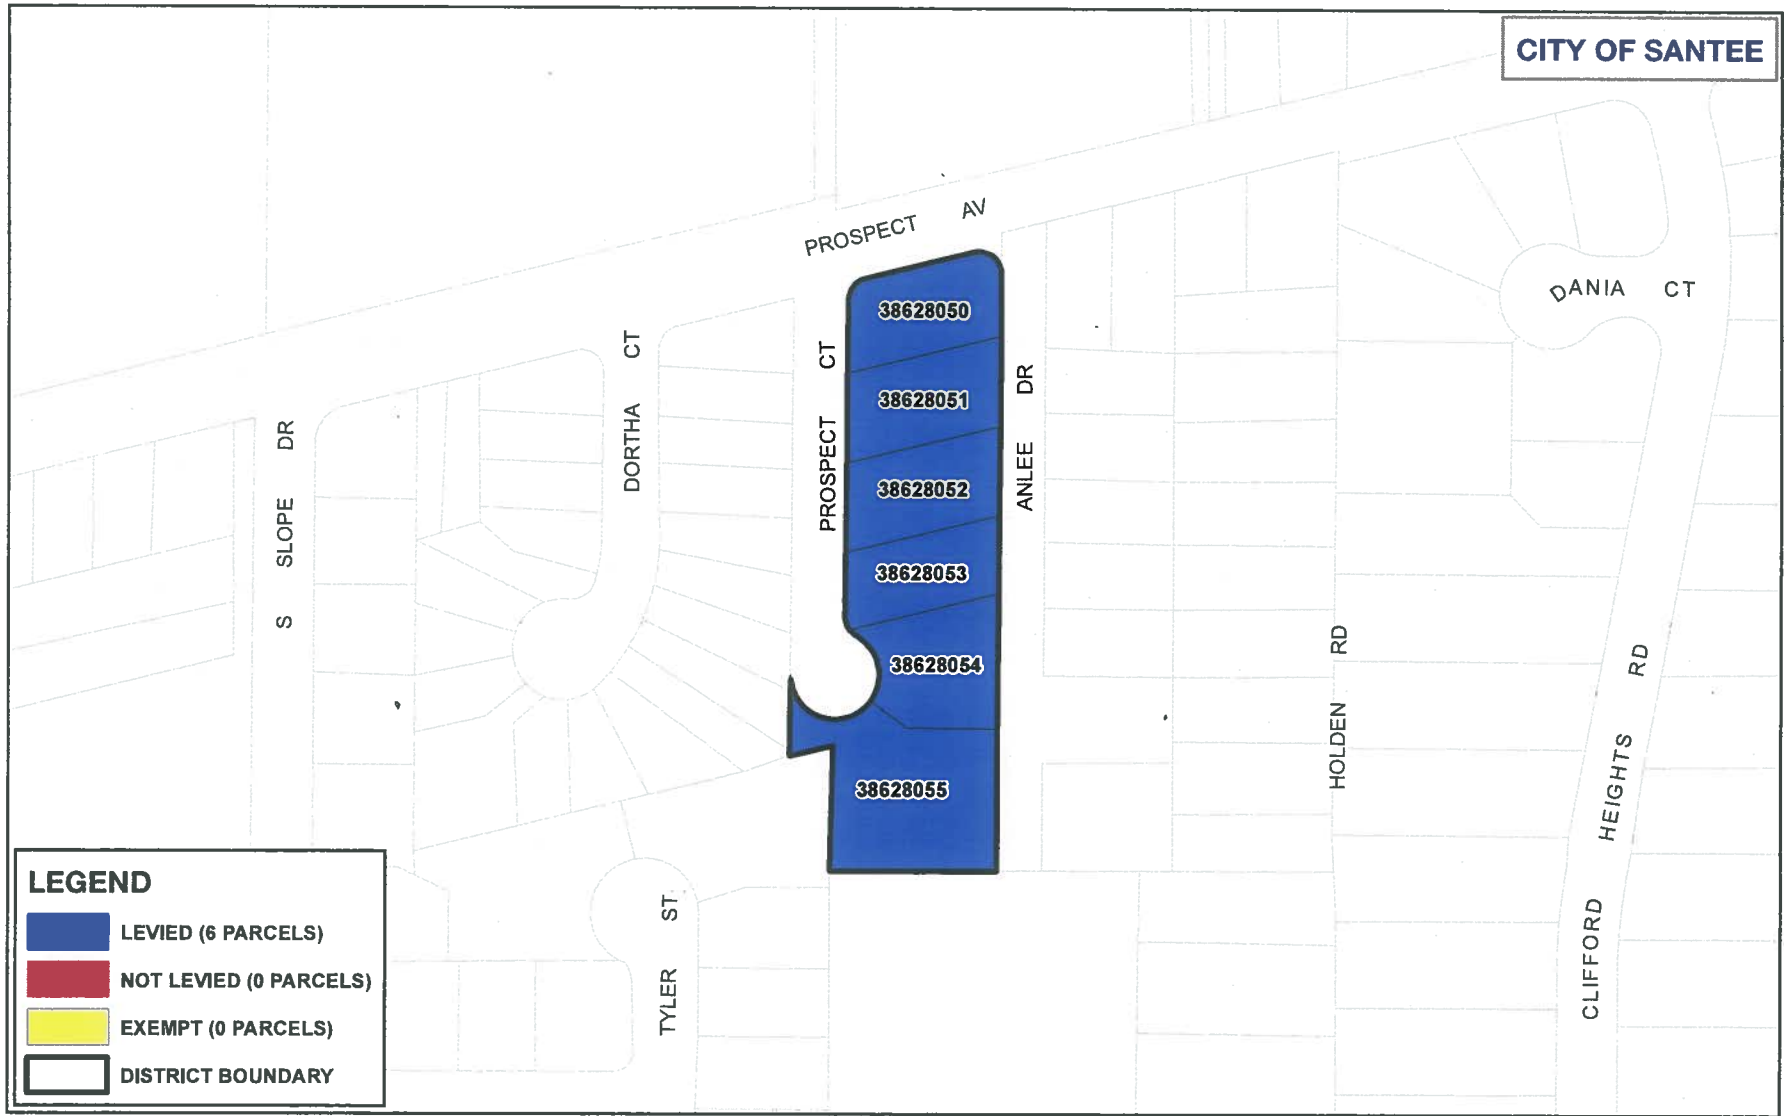 CITY OF SANTEE
PROSPECT AV
DANIA CT
PROSPECT CT
DORTHA CT
S SLOPE DR
ANLEE DR
38628050
38628051
38628052
38628053
38628054
38628055
HOLDEN RD
CLIFFORD HEIGHTS RD
TYLER ST
LEGEND
LEVIED (6 PARCELS)
NOT LEVIED (0 PARCELS)
EXEMPT (0 PARCELS)
DISTRICT BOUNDARY